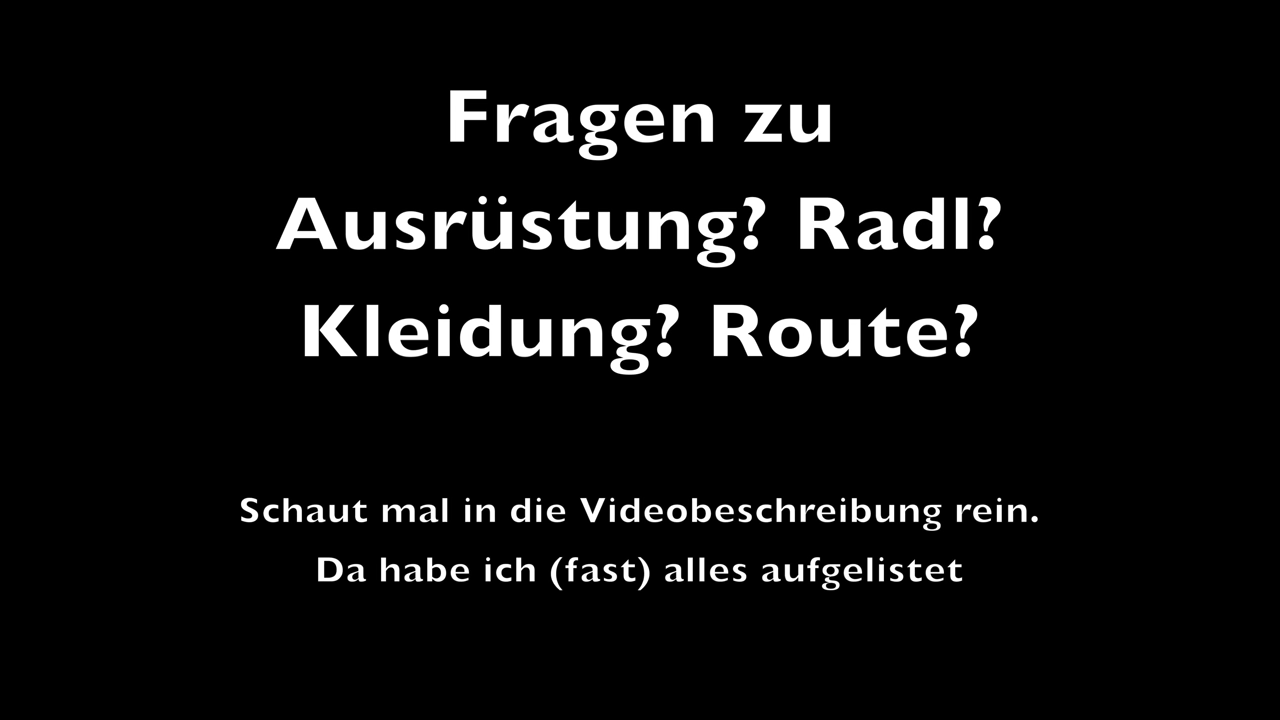 Fragen zu
Ausrüstung? Radl?
Kleidung? Route?
Schaut mal in die Videobeschreibung rein.
Da habe ich (fast) alles aufgelistet